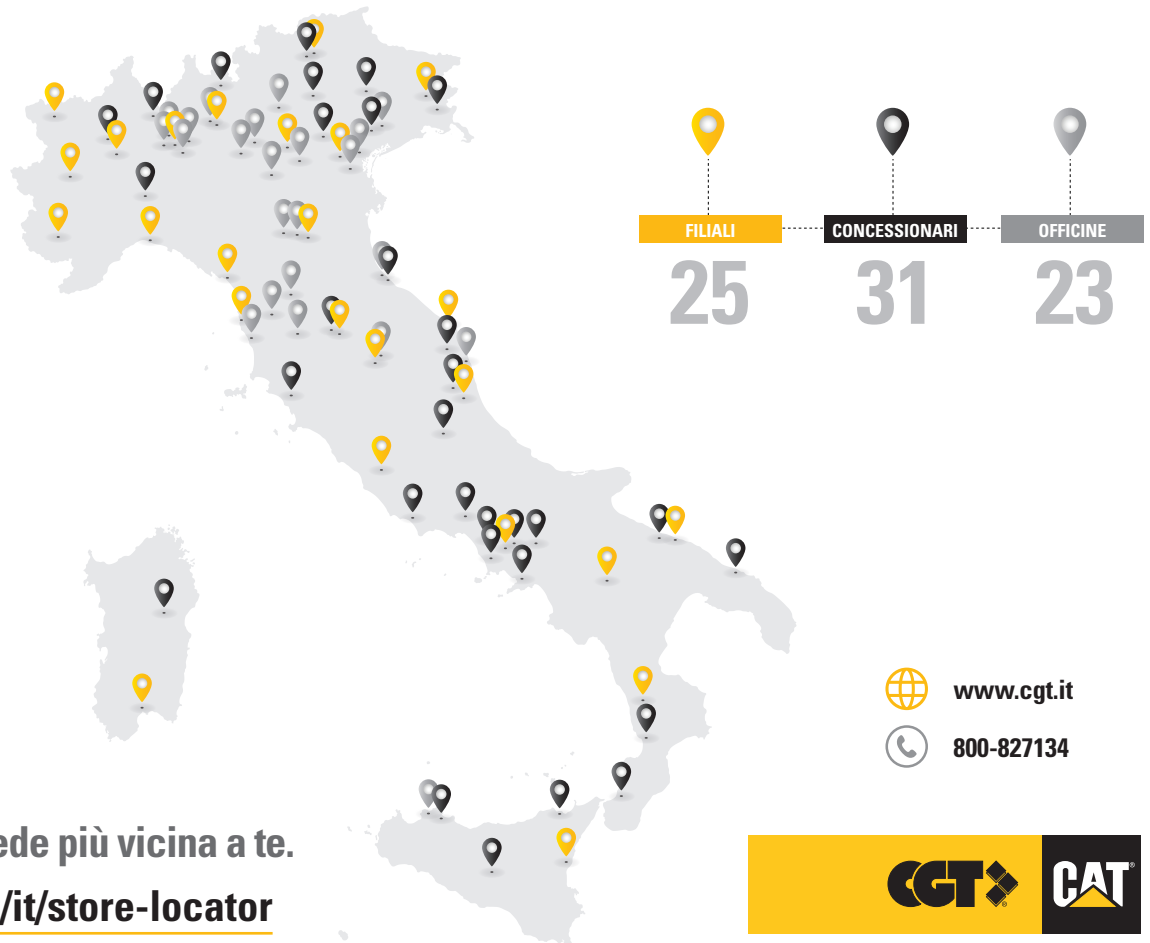 FILIALI
CONCESSIONARI
OFFICINE
25
31
23
www.cgt.it
800-827134
ede più vicina a te.
/it/store-locator
CGT
CAT